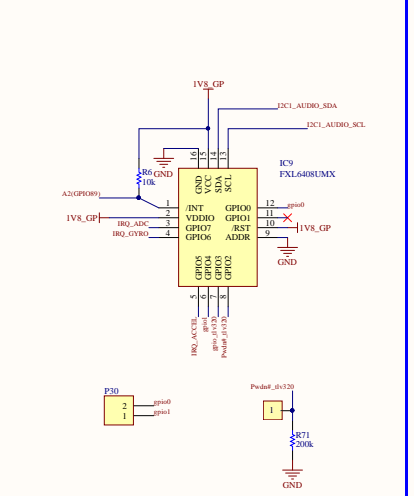 1V8_GP
I2C1_AUDIO_SDA
I2C1_AUDIO_SCL
16
15
14
13
GND
R6
10k
IC9
FXL6408UMX
GND
VCC
SDA
SCL
A2(GPIO89)
1 /INT
2 VDDIO
3 GPIO7
4 GPIO6
1V8_GP
IRQ_ADC
IRQ_GYRO
GPIO0 12 gpio0
GPIO1 11
/RST 10 1V8_GP
ADDR 9
GND
GPIO5
GPIO4
GPIO3
GPIO2
5
6
7
8
IRQ_ACCEL
gpio1
gpio_tlv320
Pwdn#_tlv320
P30
2 gpio0
1 gpio1
Pwdn#_tlv320
1
R71
200k
GND